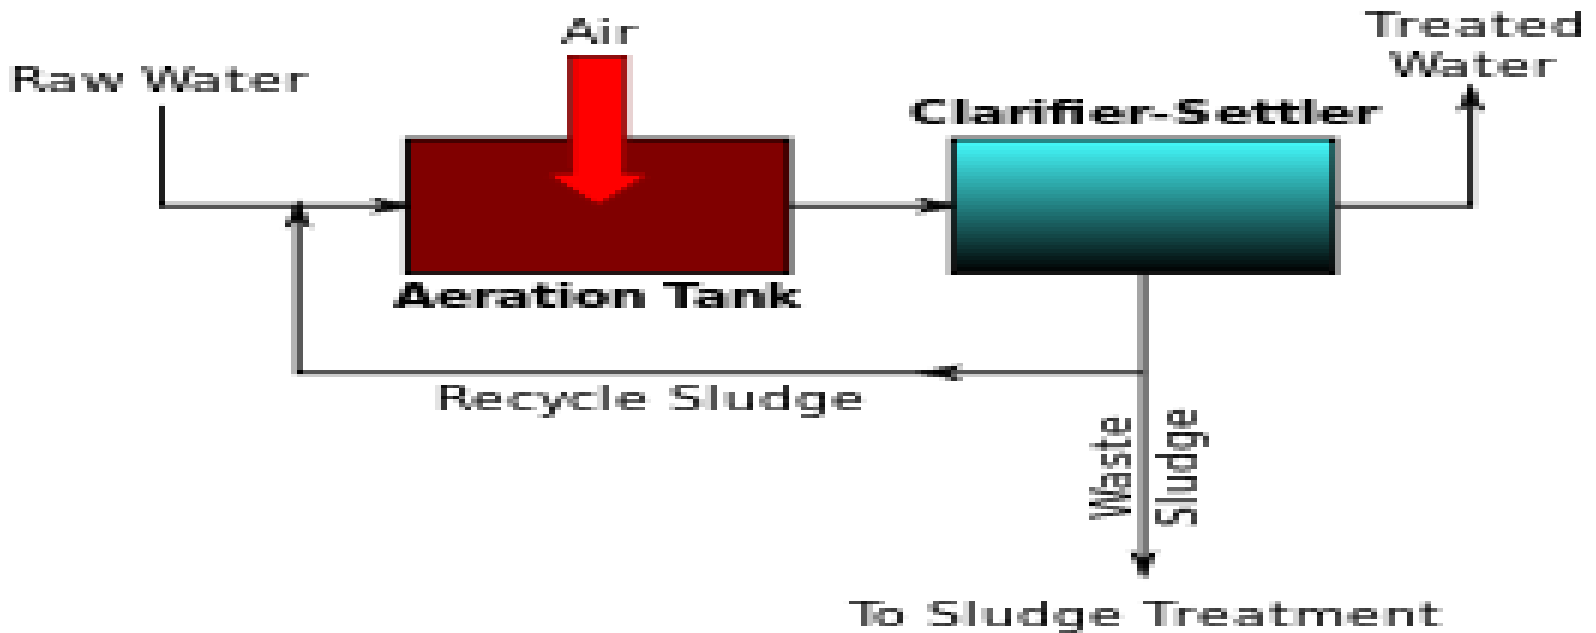 Air
Raw Water
Treated
Water
Clarifier-Settler
Aeration Tank
Recycle Sludge
Waste
Sludge
To Sludge Treatment